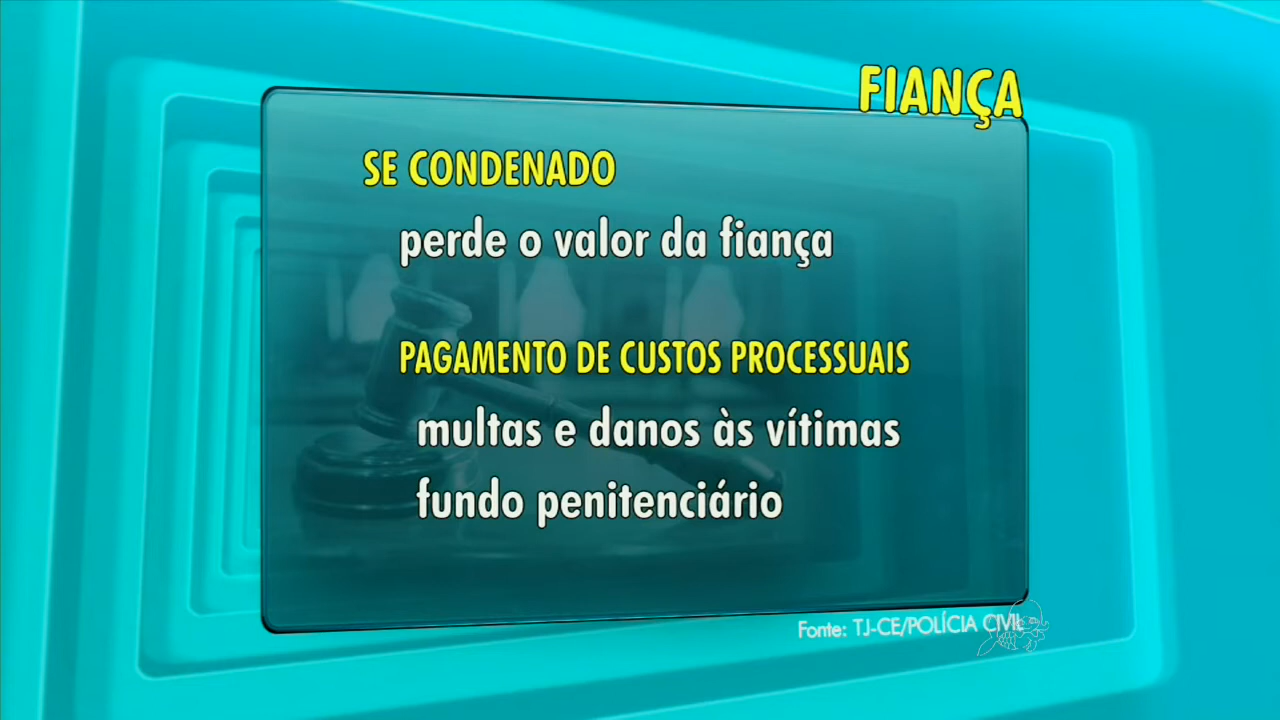 FIANÇA
SE CONDENADO
perde o valor da fiança
PAGAMENTO DE CUSTOS PROCESSUAIS
multas e danos às vítimas
fundo penitenciário
Fonte: TJ-CE/POLÍCIA CIVIL